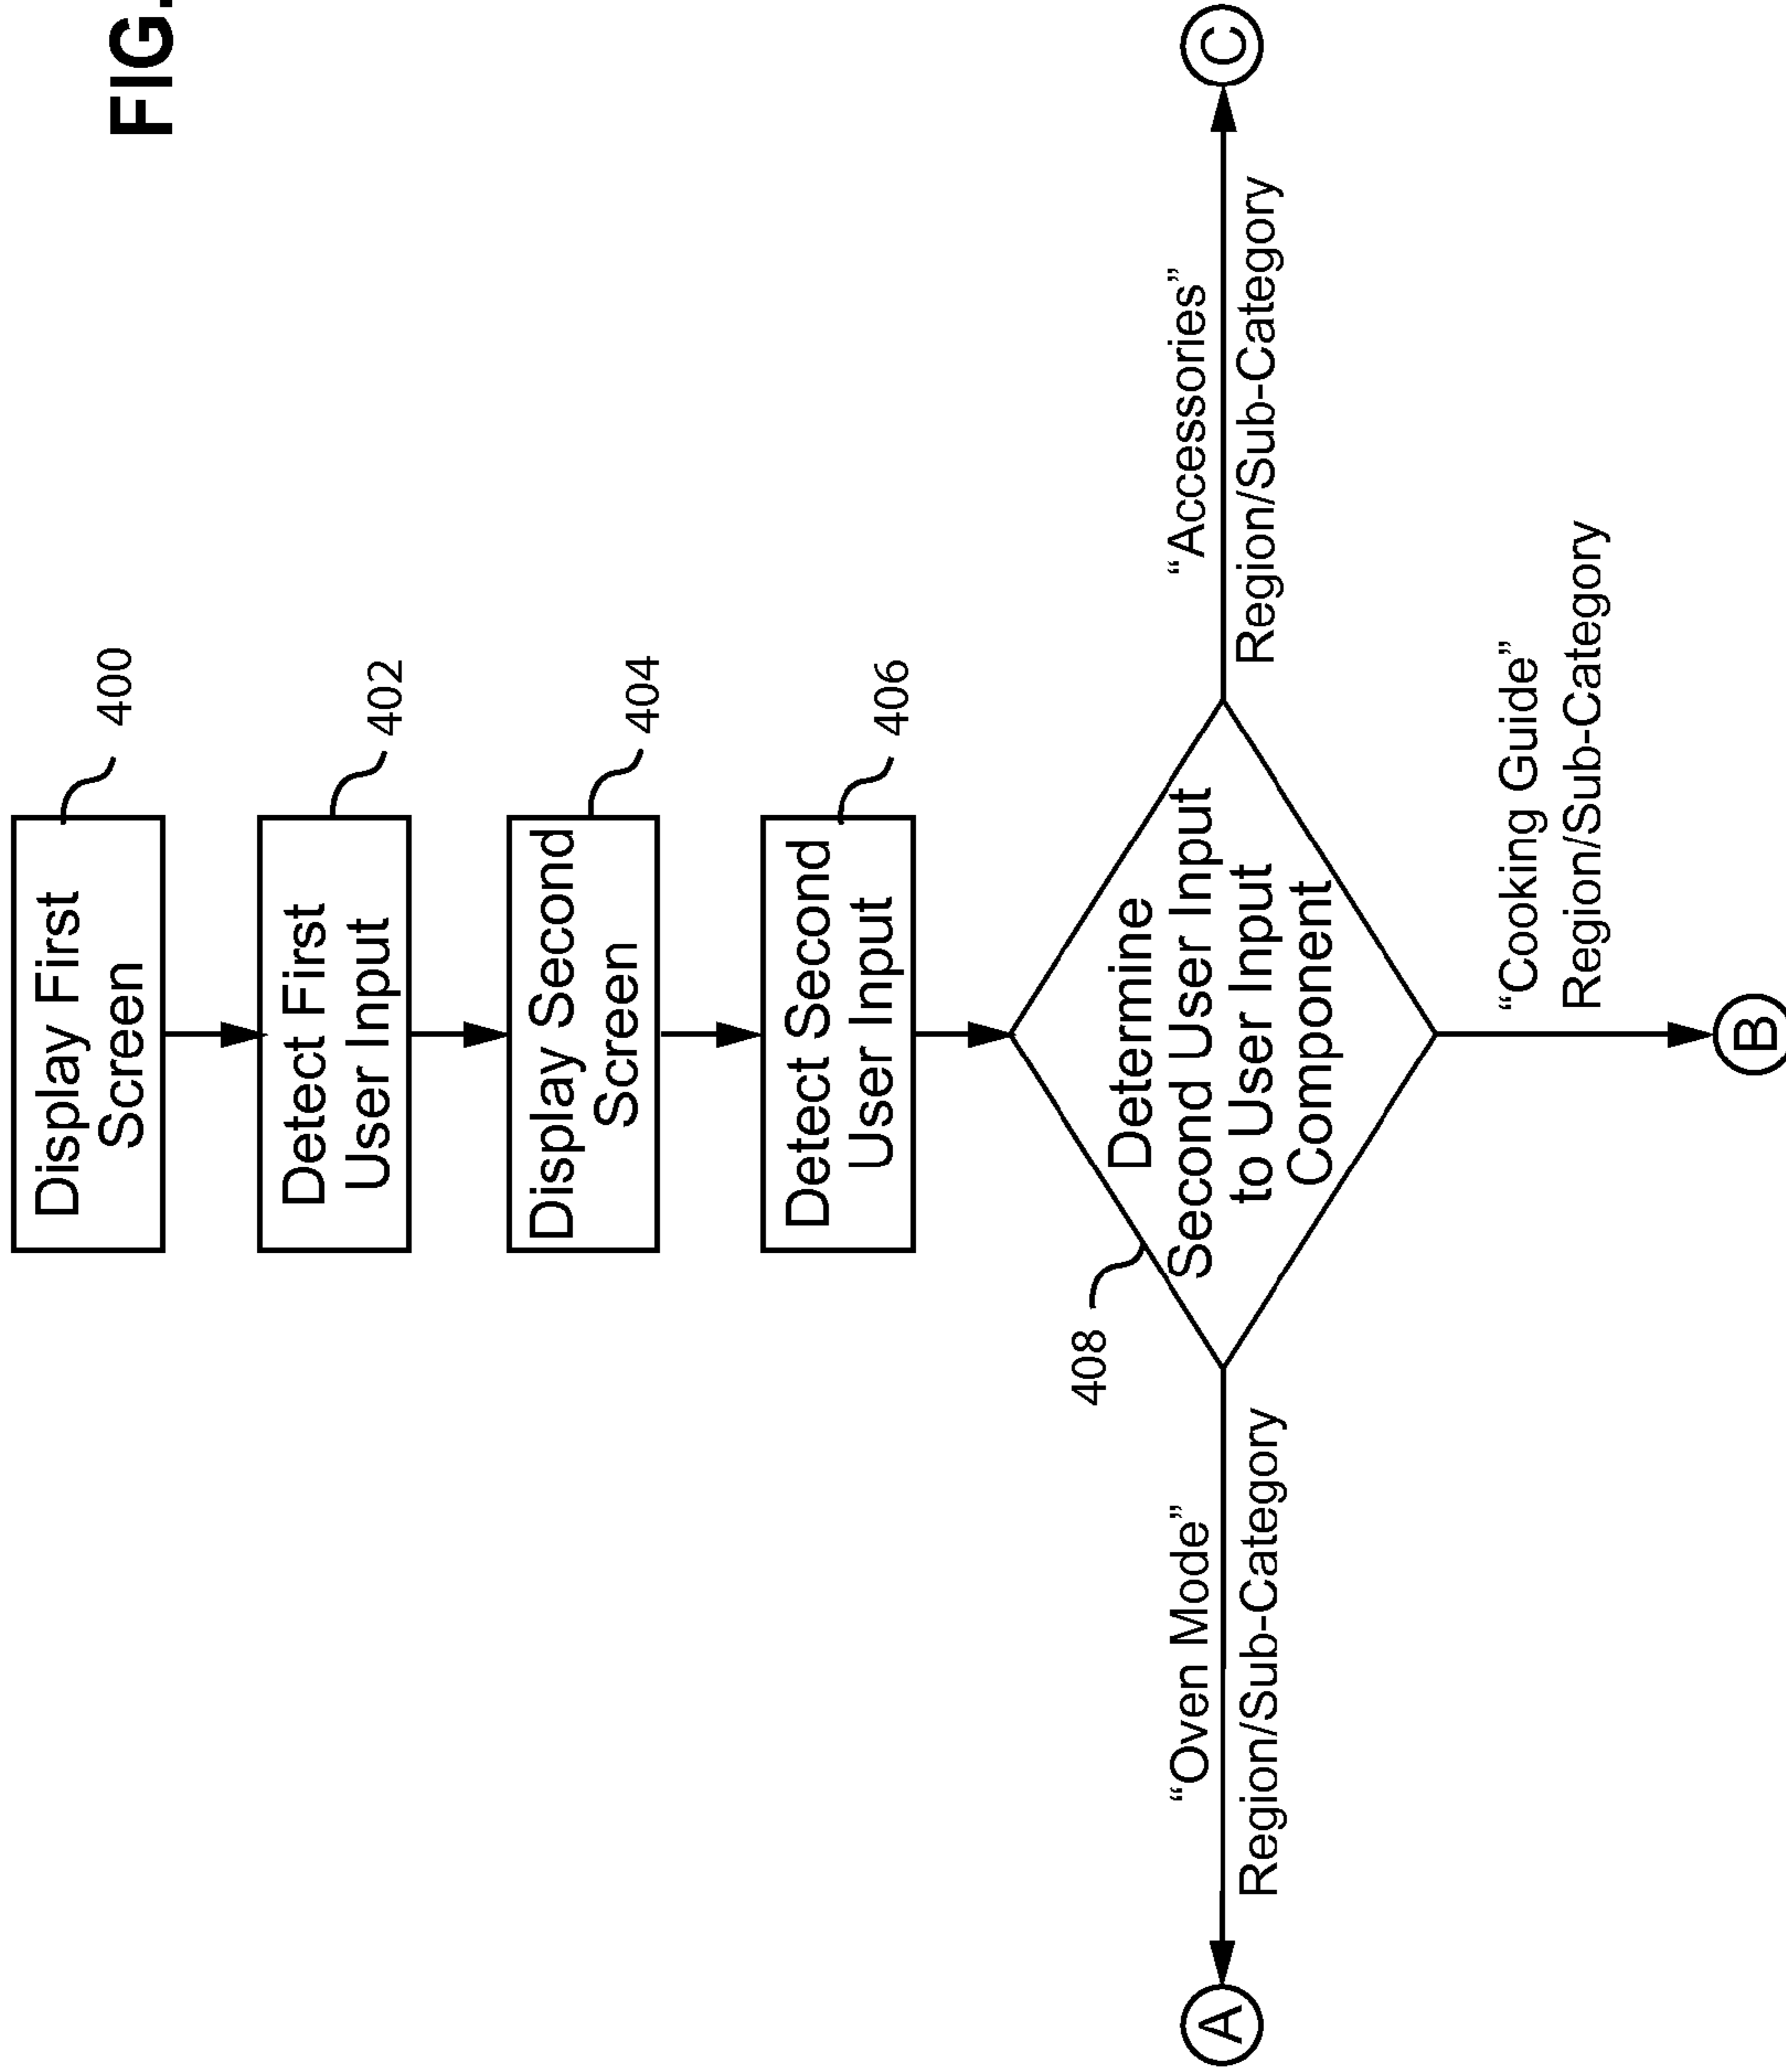 FIG.
Display First
Screen
400
Detect First
User Input
402
Display Second
Screen
404
Detect Second
User Input
406
408
Determine
Second User Input
to User Input
Component
“Oven Mode”
Region/Sub-Category
A
“Accessories”
Region/Sub-Category
C
“Cooking Guide”
Region/Sub-Category
B